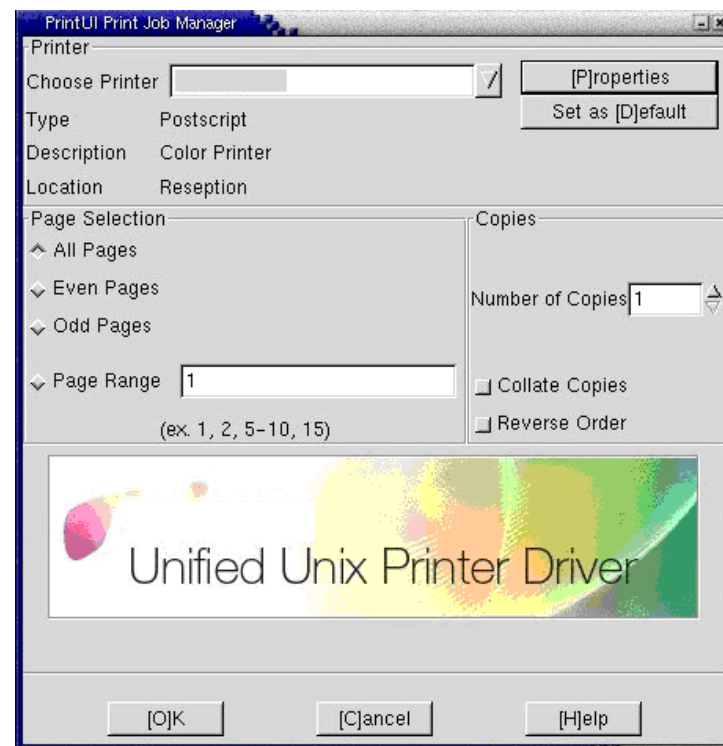 PrintUI Print Job Manager
Printer
Choose Printer
[P]roperties
Set as [D]efault
Type Postscript
Description Color Printer
Location Reseption
Page Selection
All Pages
Even Pages
Odd Pages
Page Range 1
(ex. 1, 2, 5-10, 15)
Copies
Number of Copies 1
Collate Copies
Reverse Order
Unified Unix Printer Driver
[O]K
[C]ancel
[H]elp